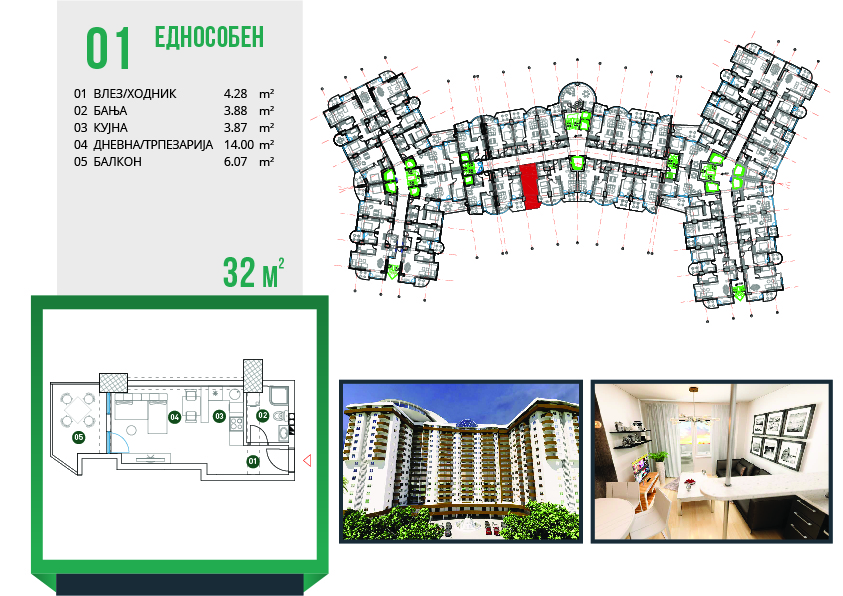 01 ЕДНОСОБЕН
01 ВЛЕЗ/ХОДНИК 4.28 m²
02 БАЊА 3.88 m²
03 КУЈНА 3.87 m²
04 ДНЕВНА/ТРПЕЗАРИЈА 14.00 m²
05 БАЛКОН 6.07 m²
32 м²
04
03
02
05
01